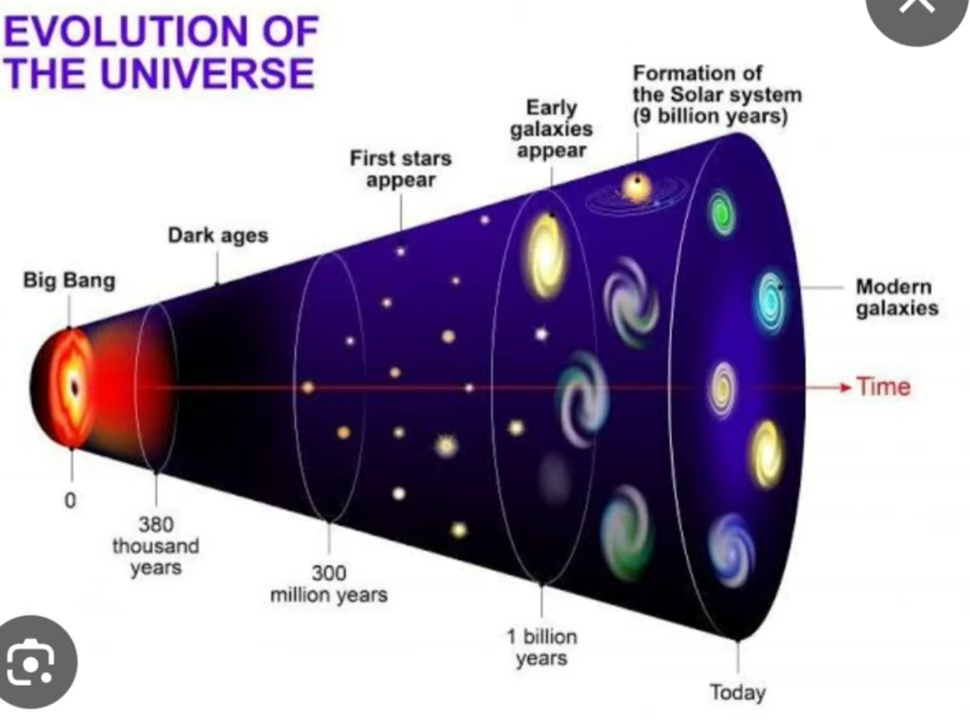 EVOLUTION OF
THE UNIVERSE
Formation of
the Solar system
(9 billion years)
Early
galaxies
appear
First stars
appear
Dark ages
Big Bang
Modern
galaxies
Time
0
380
thousand
years
300
million years
1 billion
years
Today